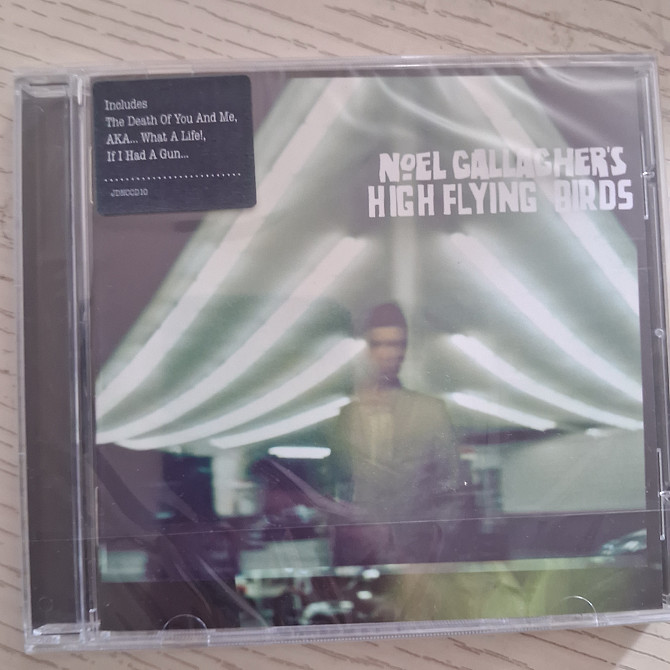 Includes
The Death Of You And Me,
AKA... What A Life!,
If I Had A Gun...
JDNCCD10
NOEL GALLAGHER'S
HIGH FLYING BIRDS